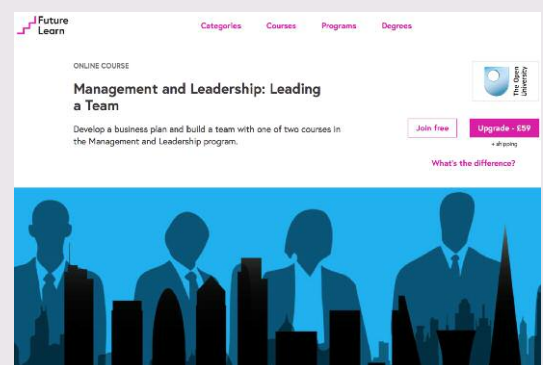 Future
Learn
Categories Courses Programs Degrees
ONLINE COURSE
Management and Leadership: Leading
a Team
Develop a business plan and build a team with one of two courses in
the Management and Leadership program.
The Open
University
Join free
Upgrade - £59
+ shipping
What's the difference?